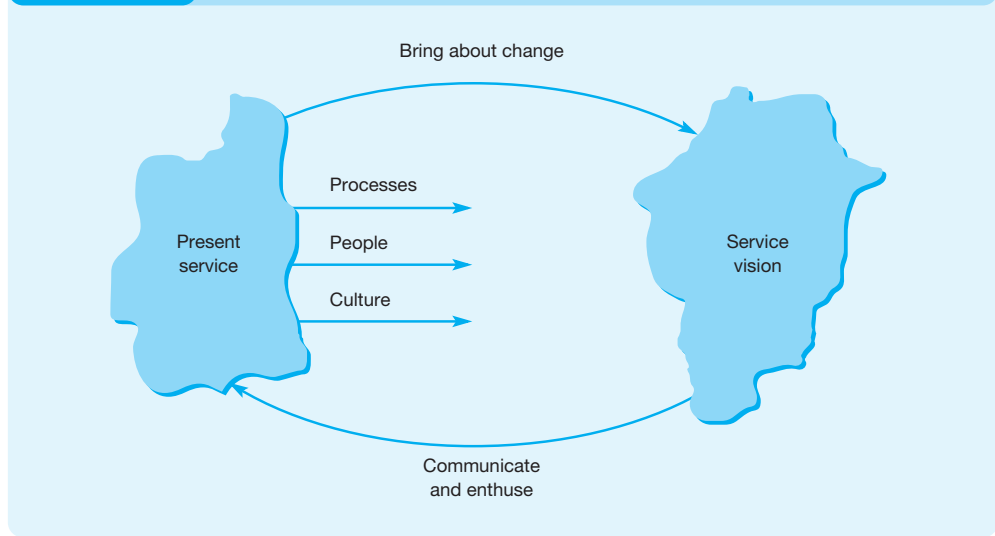 Bring about change
Processes
People
Culture
Present
service
Service
vision
Communicate
and enthuse